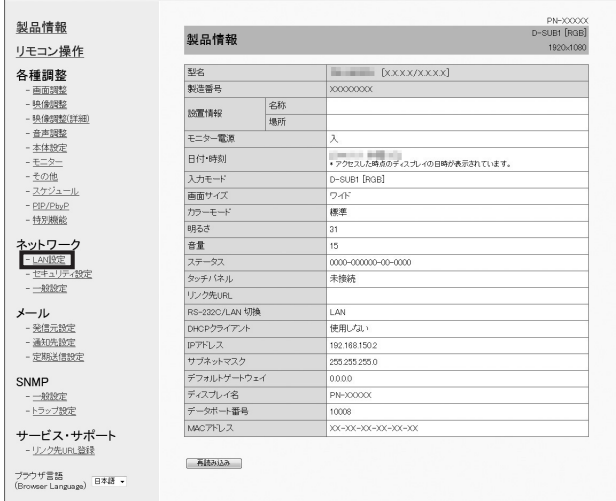 製品情報
リモコン操作
各種調整
- 画面調整
- 映像調整
- 映像調整(詳細)
- 音声調整
- 本体設定
- モニター
- その他
- スケジュール
- PIP/PbyP
- 特別機能
ネットワーク
- LAN設定
- セキュリティ設定
- 一般設定
メール
- 発信元設定
- 通知先設定
- 定期送信設定
SNMP
- 一般設定
- トラップ設定
サービス・サポート
- リンク先URL登録
ブラウザ言語
(Browser Language) 日本語
PN-XXXXX
製品情報 D-SUB1 [RGB]
1920x1080
型名 [X.X.X.X/X.X.X.X]
製造番号 XXXXXXXX
設置情報 名称
場所
モニター電源 入
日付・時刻
* アクセスした時点のディスプレイの日時が表示されています。
入力モード D-SUB1 [RGB]
画面サイズ ワイド
カラーモード 標準
明るさ 31
音量 15
ステータス 0000-000000-00-0000
タッチパネル 未接続
リンク先URL
RS-232C/LAN 切換 LAN
DHCPクライアント 使用しない
IPアドレス 192.168.150.2
サブネットマスク 255.255.255.0
デフォルトゲートウェイ 0.0.0.0
ディスプレイ名 PN-XXXXX
データポート番号 10008
MACアドレス XX-XX-XX-XX-XX-XX
再読み込み